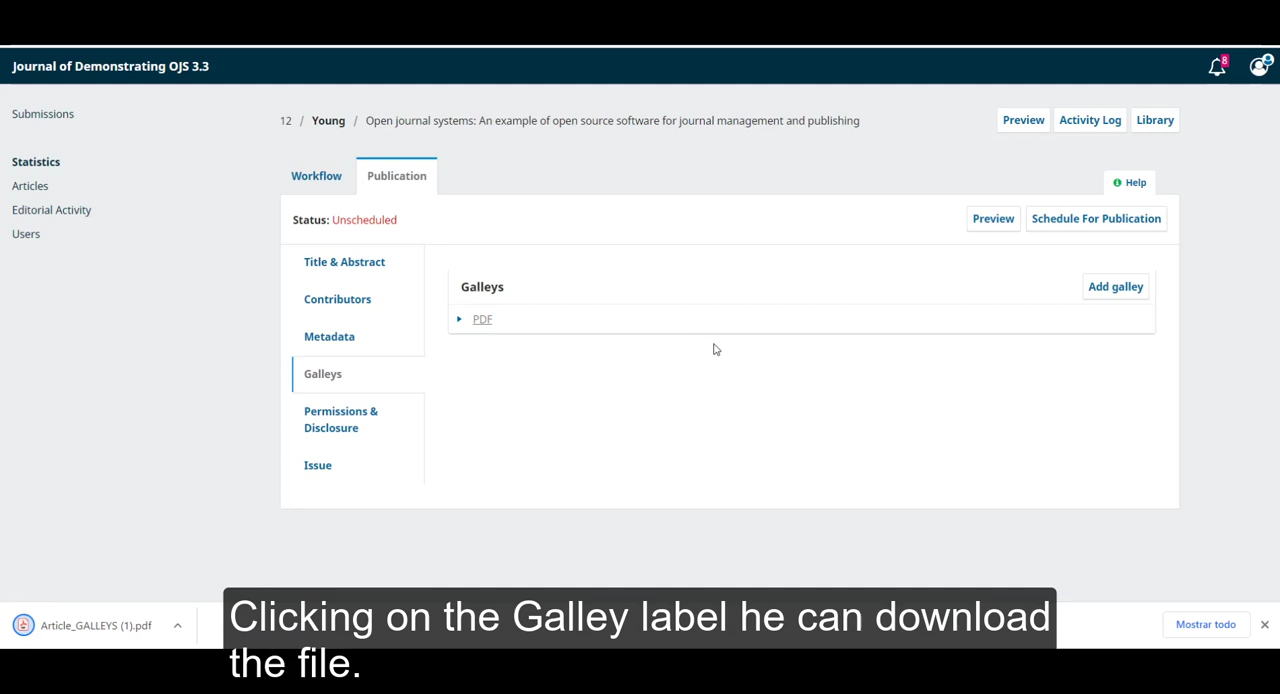 Journal of Demonstrating OJS 3.3
8
Submissions
Statistics
Articles
Editorial Activity
Users
12 / Young / Open journal systems: An example of open source software for journal management and publishing
Preview
Activity Log
Library
Workflow
Publication
Help
Status: Unscheduled
Preview
Schedule For Publication
Title & Abstract
Contributors
Metadata
Galleys
Permissions &
Disclosure
Issue
Galleys
Add galley
PDF
Article_GALLEYS (1).pdf
Mostrar todo
Clicking on the Galley label he can download
the file.